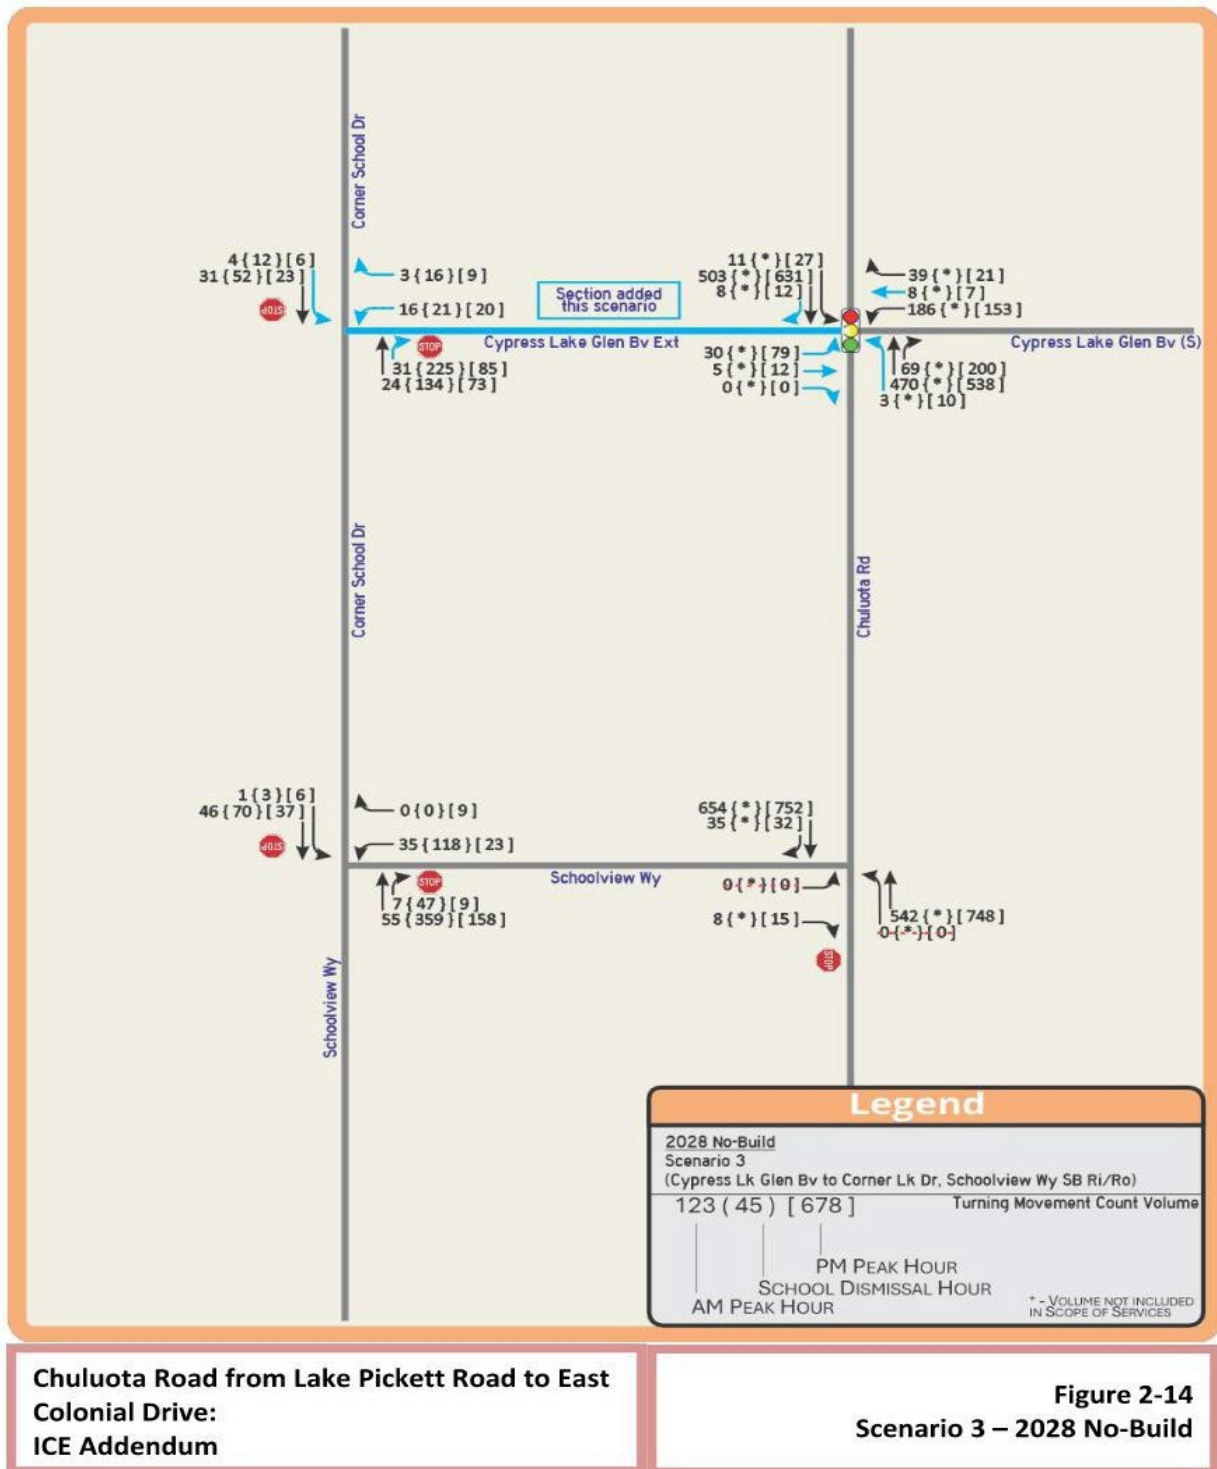 Corner School Dr
4 { 12 } [ 6 ]
31 { 52 } [ 23 ]
STOP
3 { 16 } [ 9 ]
16 { 21 } [ 20 ]
Section added
this scenario
11 { * } [ 27 ]
503 { * } [ 631 ]
8 { * } [ 12 ]
39 { * } [ 21 ]
8 { * } [ 7 ]
186 { * } [ 153 ]
Cypress Lake Glen Bv Ext
Cypress Lake Glen Bv (S)
STOP
31 { 225 } [ 85 ]
24 { 134 } [ 73 ]
30 { * } [ 79 ]
5 { * } [ 12 ]
0 { * } [ 0 ]
69 { * } [ 200 ]
470 { * } [ 538 ]
3 { * } [ 10 ]
Corner School Dr
Chuluota Rd
1 { 3 } [ 6 ]
46 { 70 } [ 37 ]
STOP
0 { 0 } [ 9 ]
35 { 118 } [ 23 ]
654 { * } [ 752 ]
35 { * } [ 32 ]
Schoolview Wy
STOP
7 { 47 } [ 9 ]
55 { 359 } [ 158 ]
0 { * } [ 0 ]
8 { * } [ 15 ]
STOP
542 { * } [ 748 ]
0 { * } [ 0 ]
Schoolview Wy
Legend
2028 No-Build
Scenario 3
(Cypress Lk Glen Bv to Corner Lk Dr, Schoolview Wy SB Ri/Ro)
123 ( 45 ) [ 678 ]
Turning Movement Count Volume
PM PEAK HOUR
SCHOOL DISMISSAL HOUR
AM PEAK HOUR
* - VOLUME NOT INCLUDED
IN SCOPE OF SERVICES
Chuluota Road from Lake Pickett Road to East
Colonial Drive:
ICE Addendum
Figure 2-14
Scenario 3 – 2028 No-Build